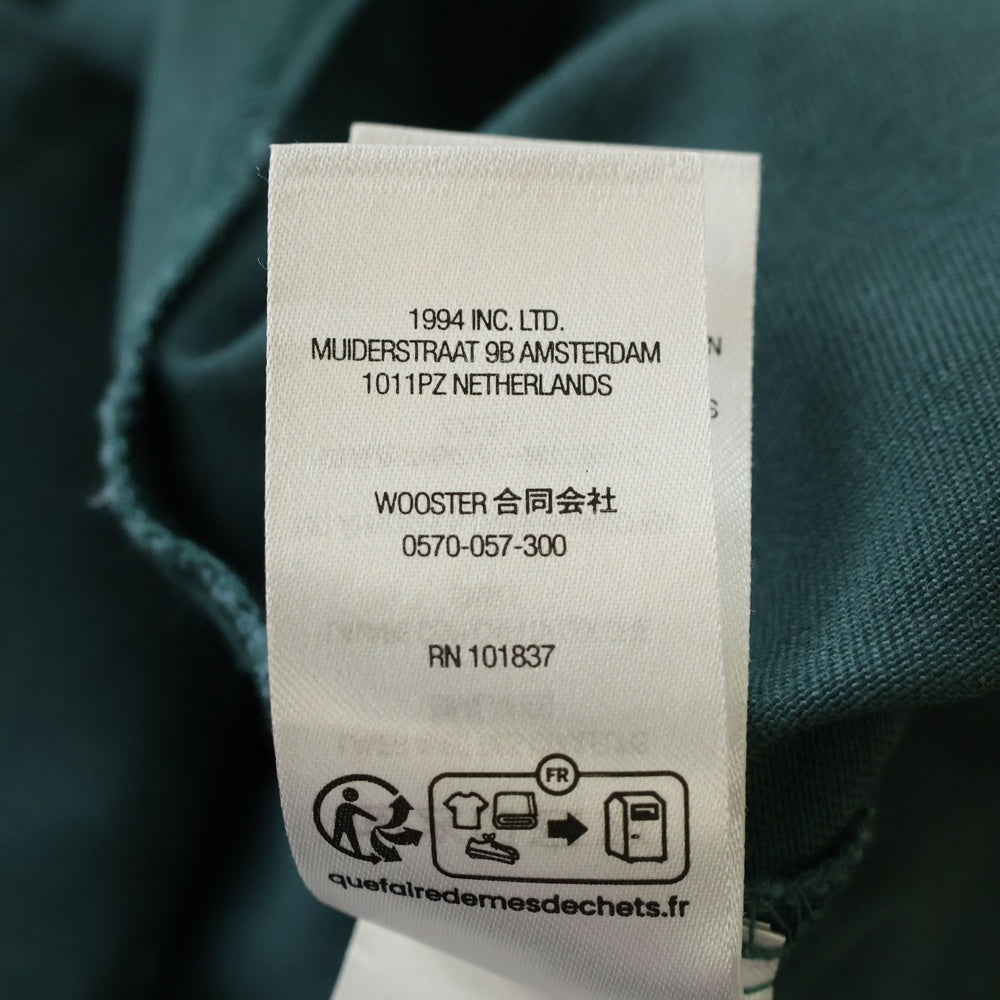 1994 INC. LTD.
MUIDERSTRAAT 9B AMSTERDAM
1011PZ NETHERLANDS
WOOSTER 合同会社
0570-057-300
RN 101837
FR
quefairedemesdechets.fr
N
S